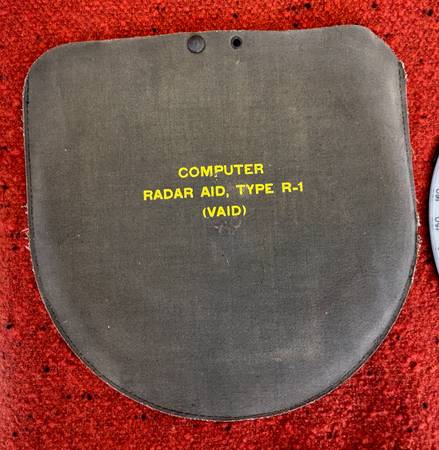 COMPUTER
RADAR AID, TYPE R-1
(VAID)